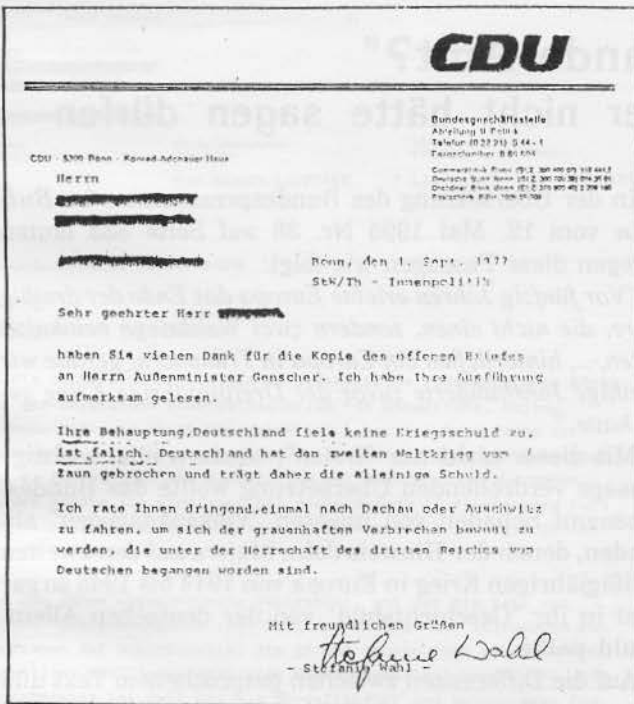 CDU
Bundesgeschäftsstelle
Abteilung II Politik
Telefon
CDU · 5300 Bonn · Konrad-Adenauer-Haus
Herrn
Bonn, den 1. Sept.
StW/Th - Innenpolitik
Sehr geehrter Herr
haben Sie vielen Dank für die Kopie des offenen Briefes
an Herrn Außenminister Genscher. Ich habe Ihre Ausführung
aufmerksam gelesen.
Ihre Behauptung, Deutschland fiele keine Kriegsschuld zu,
ist falsch. Deutschland hat den zweiten Weltkrieg vom
Zaun gebrochen und trägt daher die alleinige Schuld.
Ich rate Ihnen dringend, einmal nach Dachau oder Auschwitz
zu fahren, um sich der grauenhaften Verbrechen bewußt zu
werden, die unter der Herrschaft des dritten Reiches von
Deutschen begangen worden sind.
Mit freundlichen Grüßen
Stefanie Wahl
- Stefanie Wahl -